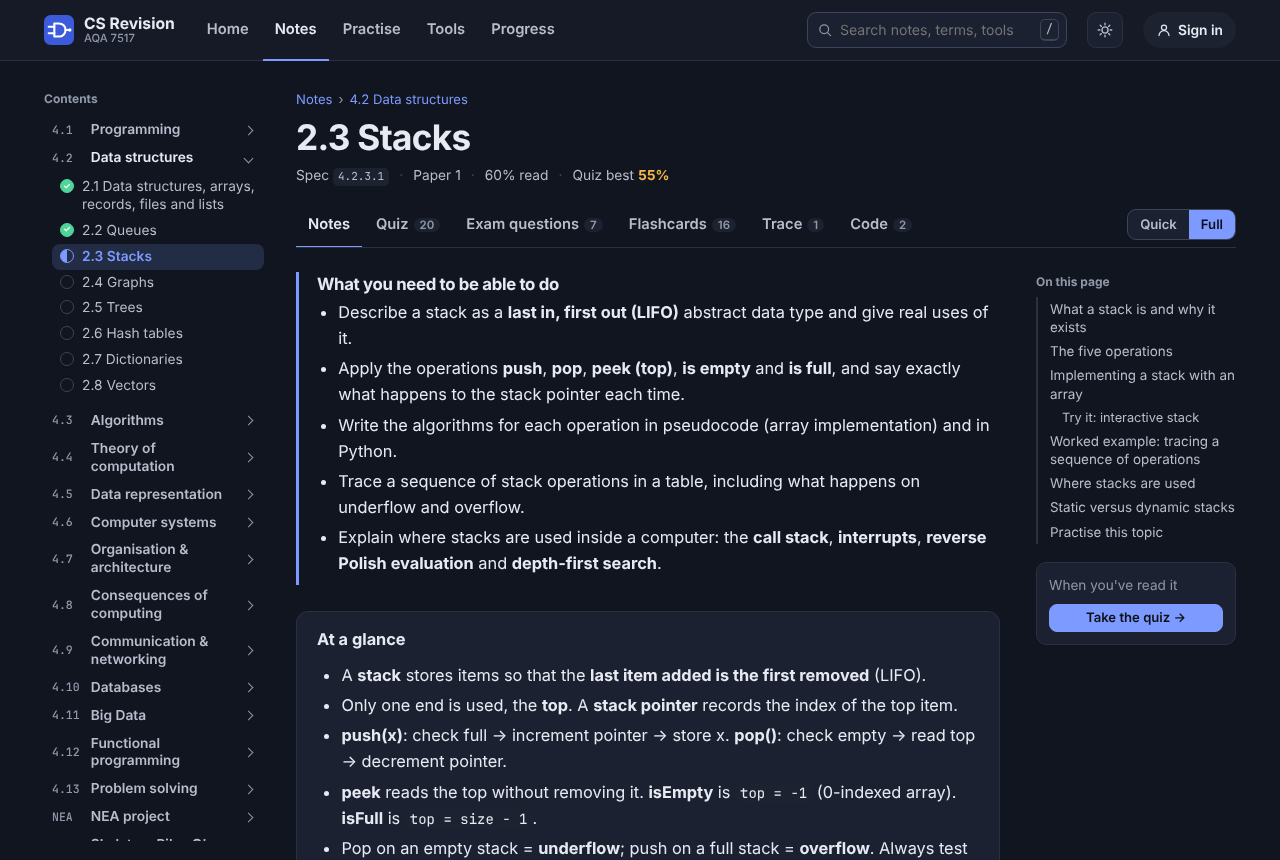 CS Revision
AQA 7517
Home
Notes
Practise
Tools
Progress
Search notes, terms, tools
/
Sign in
Contents
4.1 Programming
4.2 Data structures
2.1 Data structures, arrays,
records, files and lists
2.2 Queues
2.3 Stacks
2.4 Graphs
2.5 Trees
2.6 Hash tables
2.7 Dictionaries
2.8 Vectors
4.3 Algorithms
4.4 Theory of
computation
4.5 Data representation
4.6 Computer systems
4.7 Organisation &
architecture
4.8 Consequences of
computing
4.9 Communication &
networking
4.10 Databases
4.11 Big Data
4.12 Functional
programming
4.13 Problem solving
NEA NEA project
Notes › 4.2 Data structures
2.3 Stacks
Spec 4.2.3.1 · Paper 1 · 60% read · Quiz best 55%
Notes
Quiz 20
Exam questions 7
Flashcards 16
Trace 1
Code 2
Quick
Full
What you need to be able to do
• Describe a stack as a last in, first out (LIFO) abstract data type and give real uses of
it.
• Apply the operations push, pop, peek (top), is empty and is full, and say exactly
what happens to the stack pointer each time.
• Write the algorithms for each operation in pseudocode (array implementation) and in
Python.
• Trace a sequence of stack operations in a table, including what happens on
underflow and overflow.
• Explain where stacks are used inside a computer: the call stack, interrupts, reverse
Polish evaluation and depth-first search.
At a glance
• A stack stores items so that the last item added is the first removed (LIFO).
• Only one end is used, the top. A stack pointer records the index of the top item.
• push(x): check full → increment pointer → store x. pop(): check empty → read top
→ decrement pointer.
• peek reads the top without removing it. isEmpty is top = -1 (0-indexed array).
isFull is top = size - 1.
• Pop on an empty stack = underflow; push on a full stack = overflow. Always test
On this page
What a stack is and why it
exists
The five operations
Implementing a stack with an
array
Try it: interactive stack
Worked example: tracing a
sequence of operations
Where stacks are used
Static versus dynamic stacks
Practise this topic
When you've read it
Take the quiz →